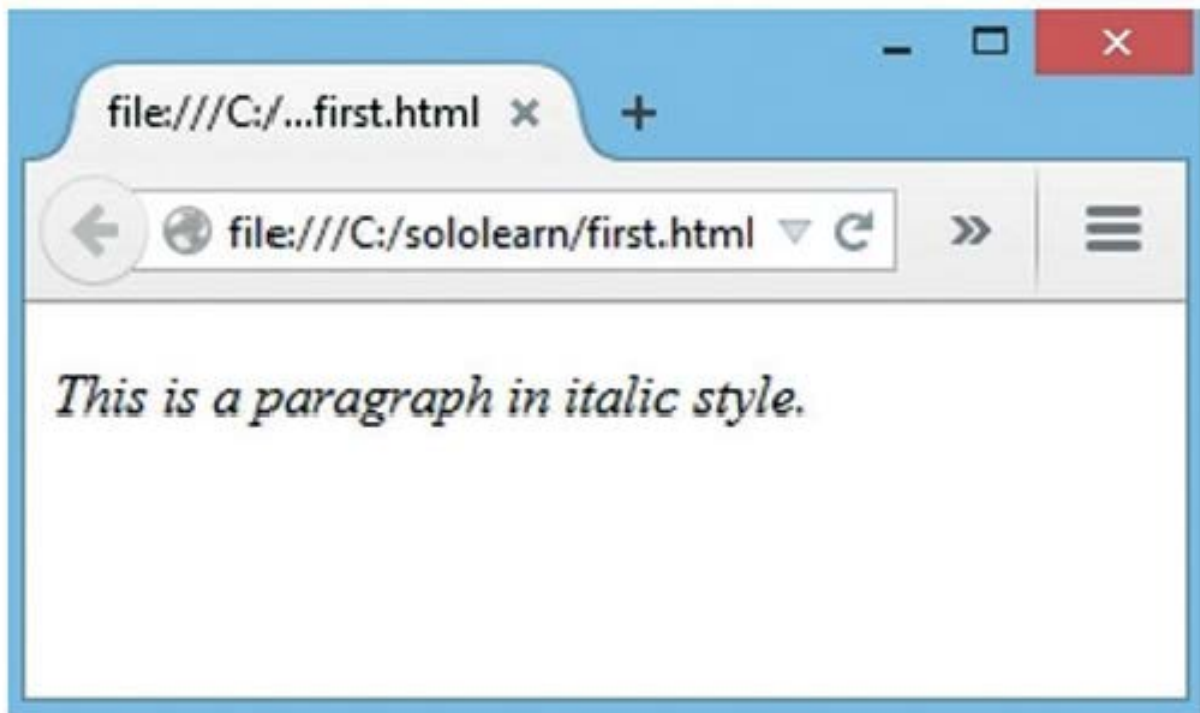 file:///C:/...first.html
file:///C:/sololearn/first.html
This is a paragraph in italic style.